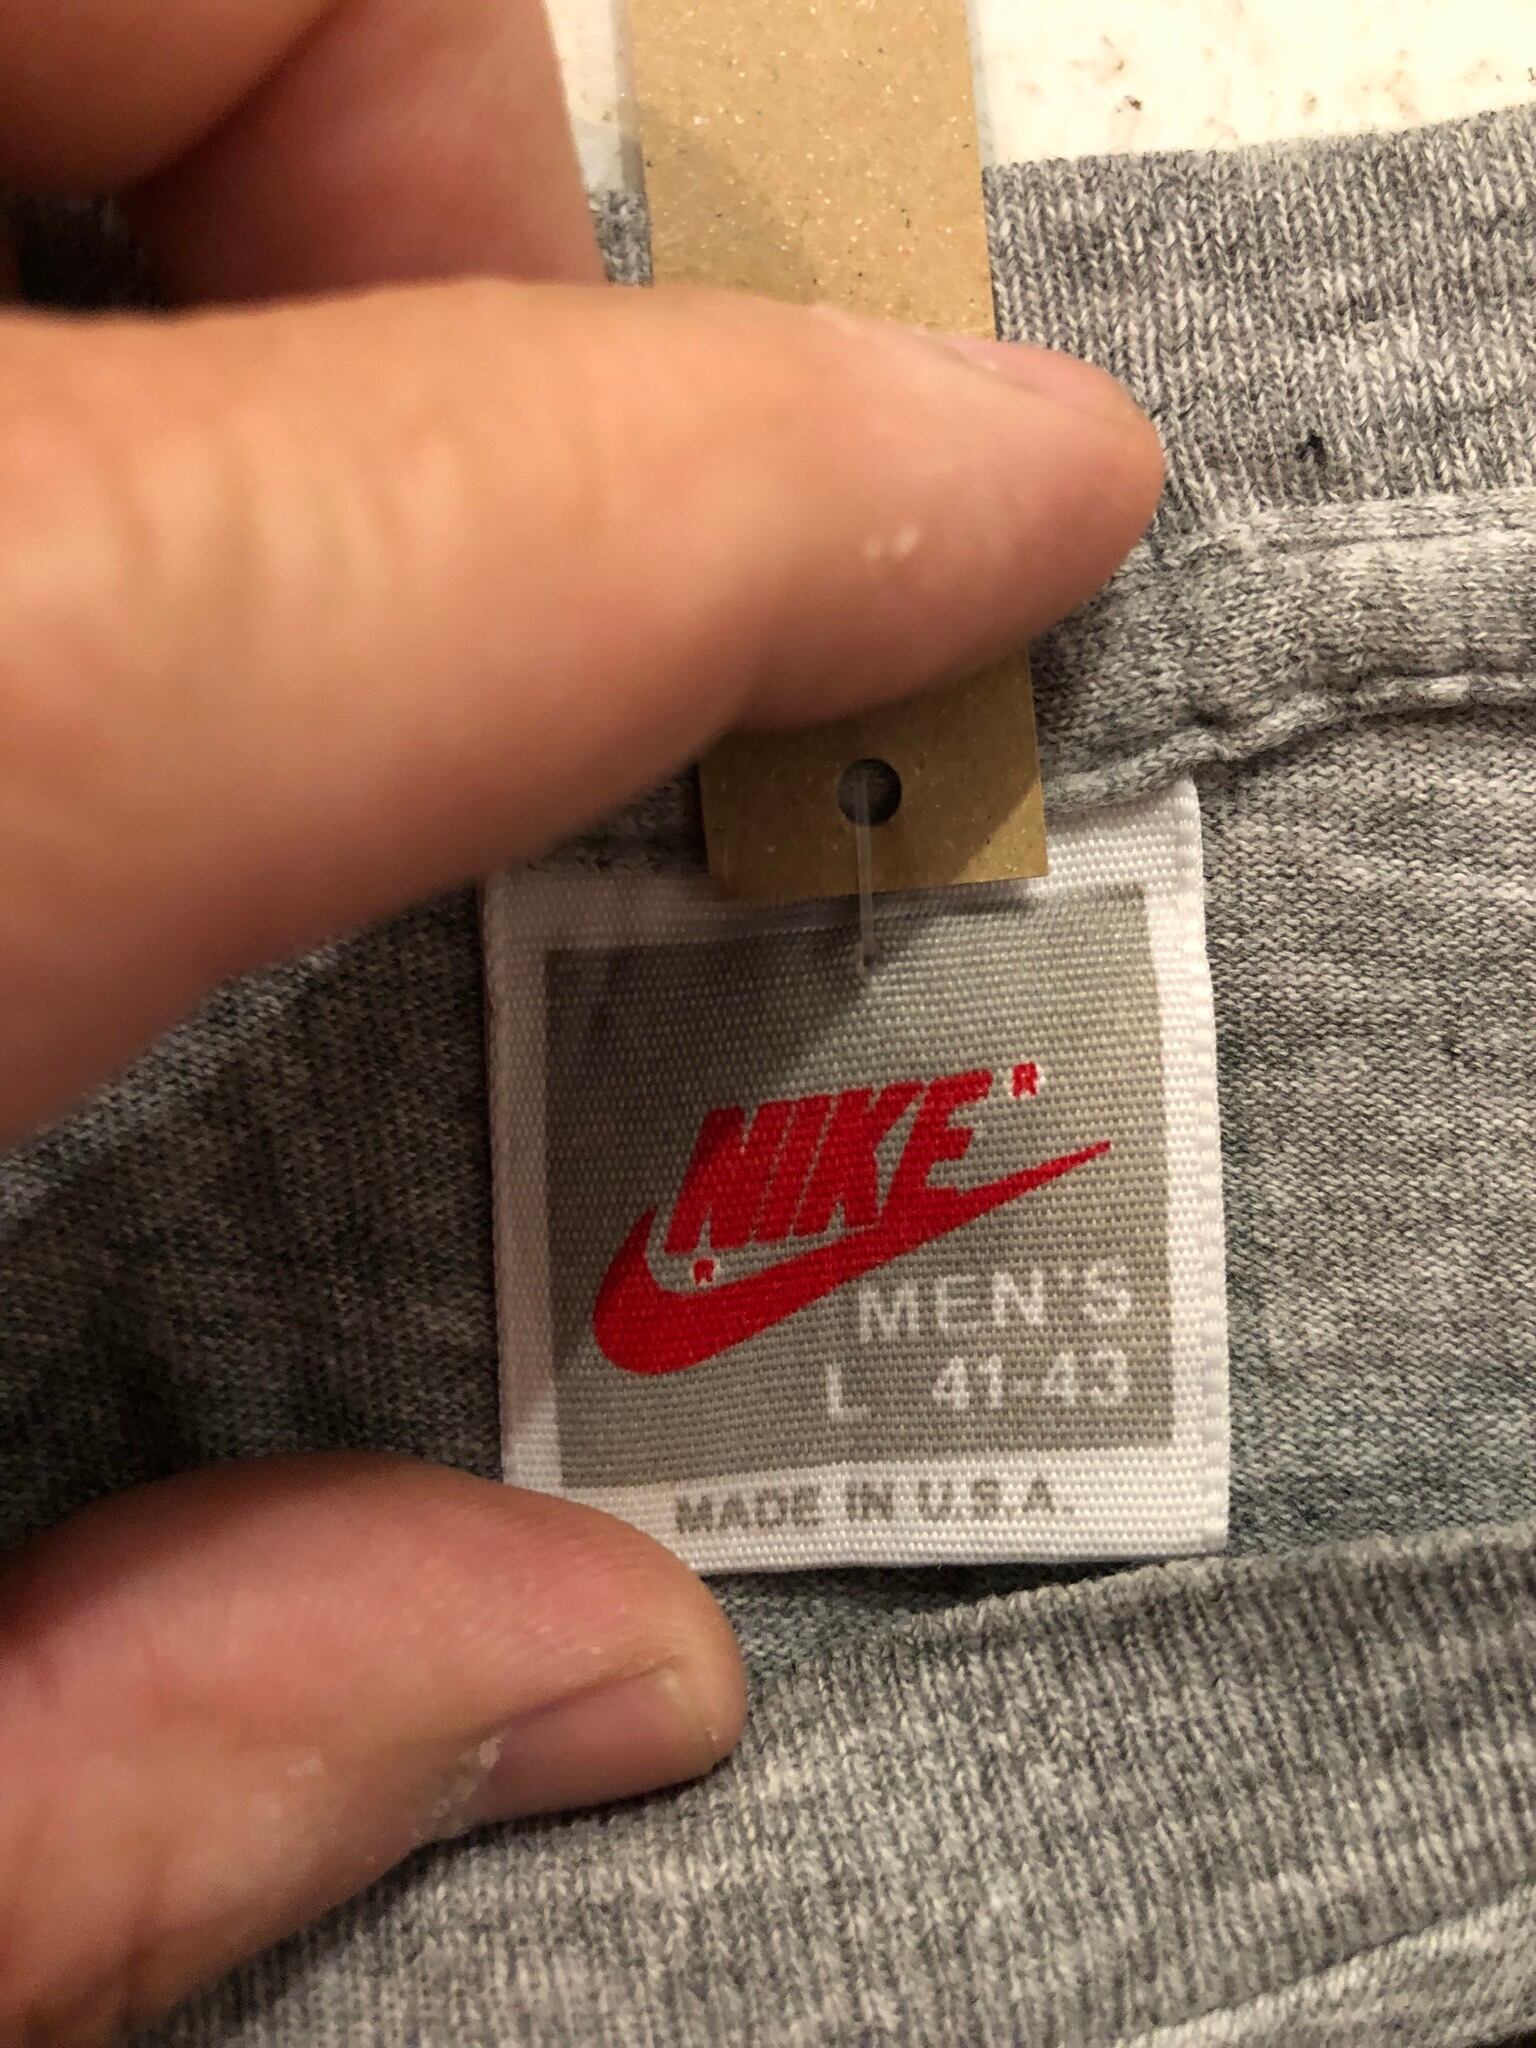 NIKE R
R
MEN'S
L 41-43
MADE IN U.S.A.